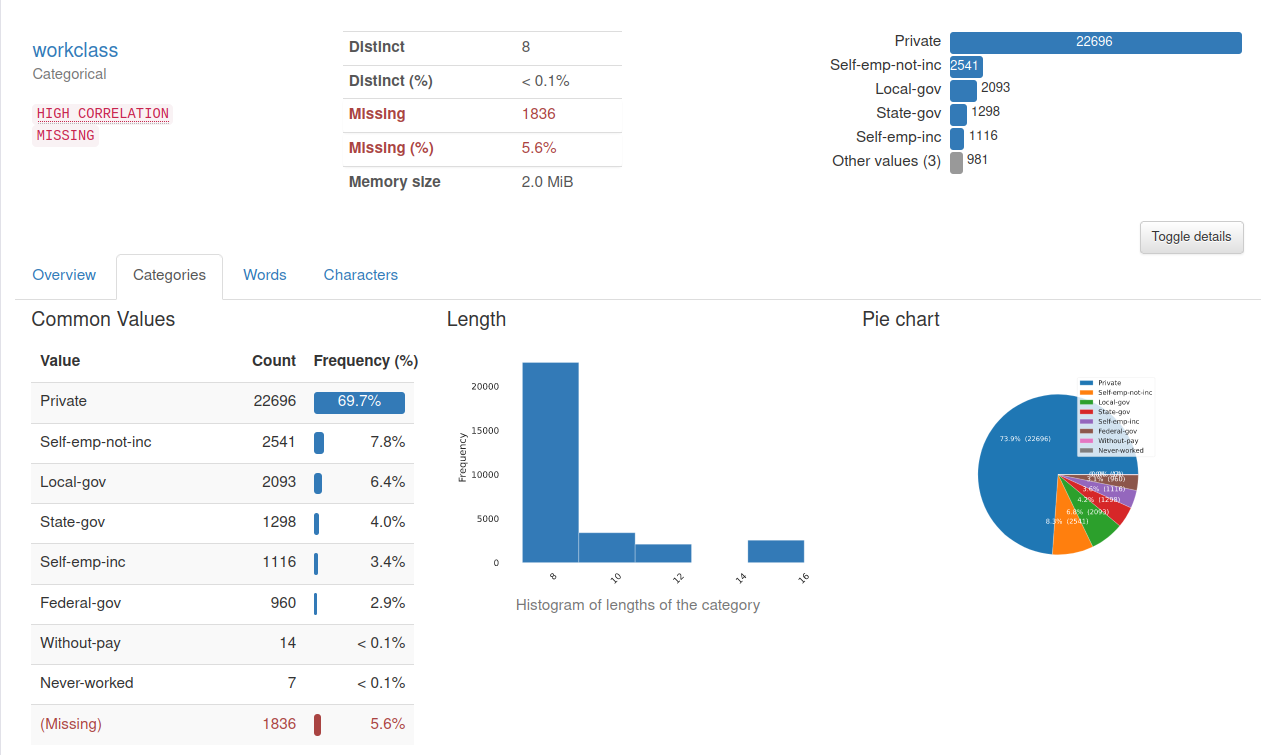 workclass
Categorical
HIGH CORRELATION
MISSING
Distinct 8
Distinct (%) < 0.1%
Missing 1836
Missing (%) 5.6%
Memory size 2.0 MiB
Private 22696
Self-emp-not-inc 2541
Local-gov 2093
State-gov 1298
Self-emp-inc 1116
Other values (3) 981
Toggle details
Overview Categories Words Characters
Common Values
Value Count Frequency (%)
Private 22696 69.7%
Self-emp-not-inc 2541 7.8%
Local-gov 2093 6.4%
State-gov 1298 4.0%
Self-emp-inc 1116 3.4%
Federal-gov 960 2.9%
Without-pay 14 < 0.1%
Never-worked 7 < 0.1%
(Missing) 1836 5.6%
Length
Frequency
20000
15000
10000
5000
0
8 10 12 14 16
Histogram of lengths of the category
Pie chart
Private
Self-emp-not-inc
Local-gov
State-gov
Self-emp-inc
Federal-gov
Without-pay
Never-worked
73.9% (22696)
3.1% (960)
3.6% (1116)
4.2% (1298)
6.8% (2093)
8.3% (2541)